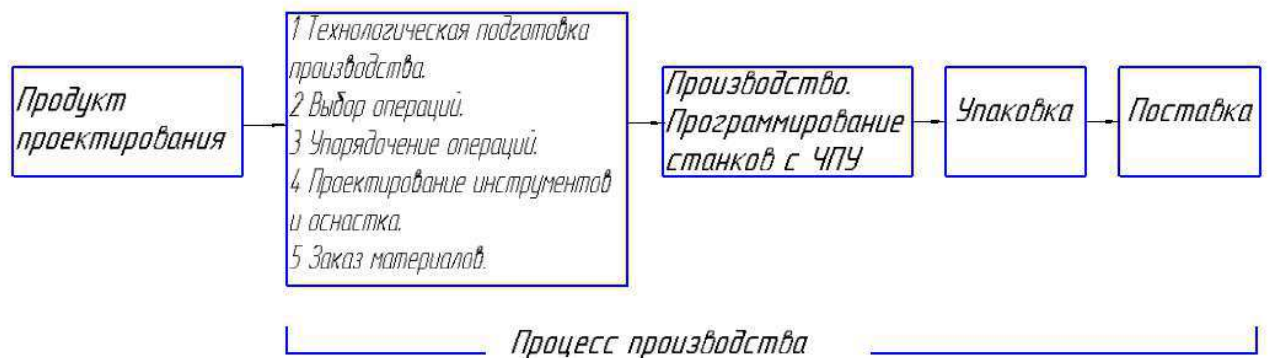 Продукт
проектирования
1 Технологическая подготовка
производства.
2 Выбор операций.
3 Упорядочение операций.
4 Проектирование инструментов
и оснастка.
5 Заказ материалов.
Производство.
Программирование
станков с ЧПУ
Упаковка
Поставка
Процесс производства